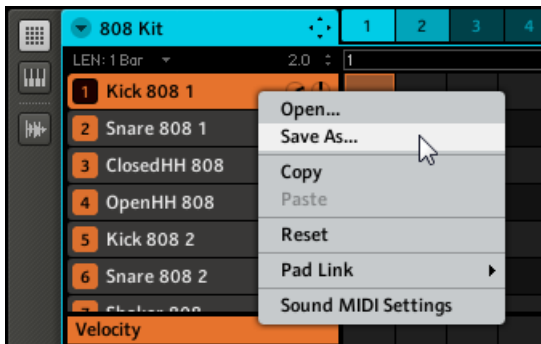 808 Kit
1 2 3 4
LEN: 1 Bar 2.0 1
1 Kick 808 1
2 Snare 808 1
3 ClosedHH 808
4 OpenHH 808
5 Kick 808 2
6 Snare 808 2
Velocity
Open...
Save As...
Copy
Paste
Reset
Pad Link
Sound MIDI Settings